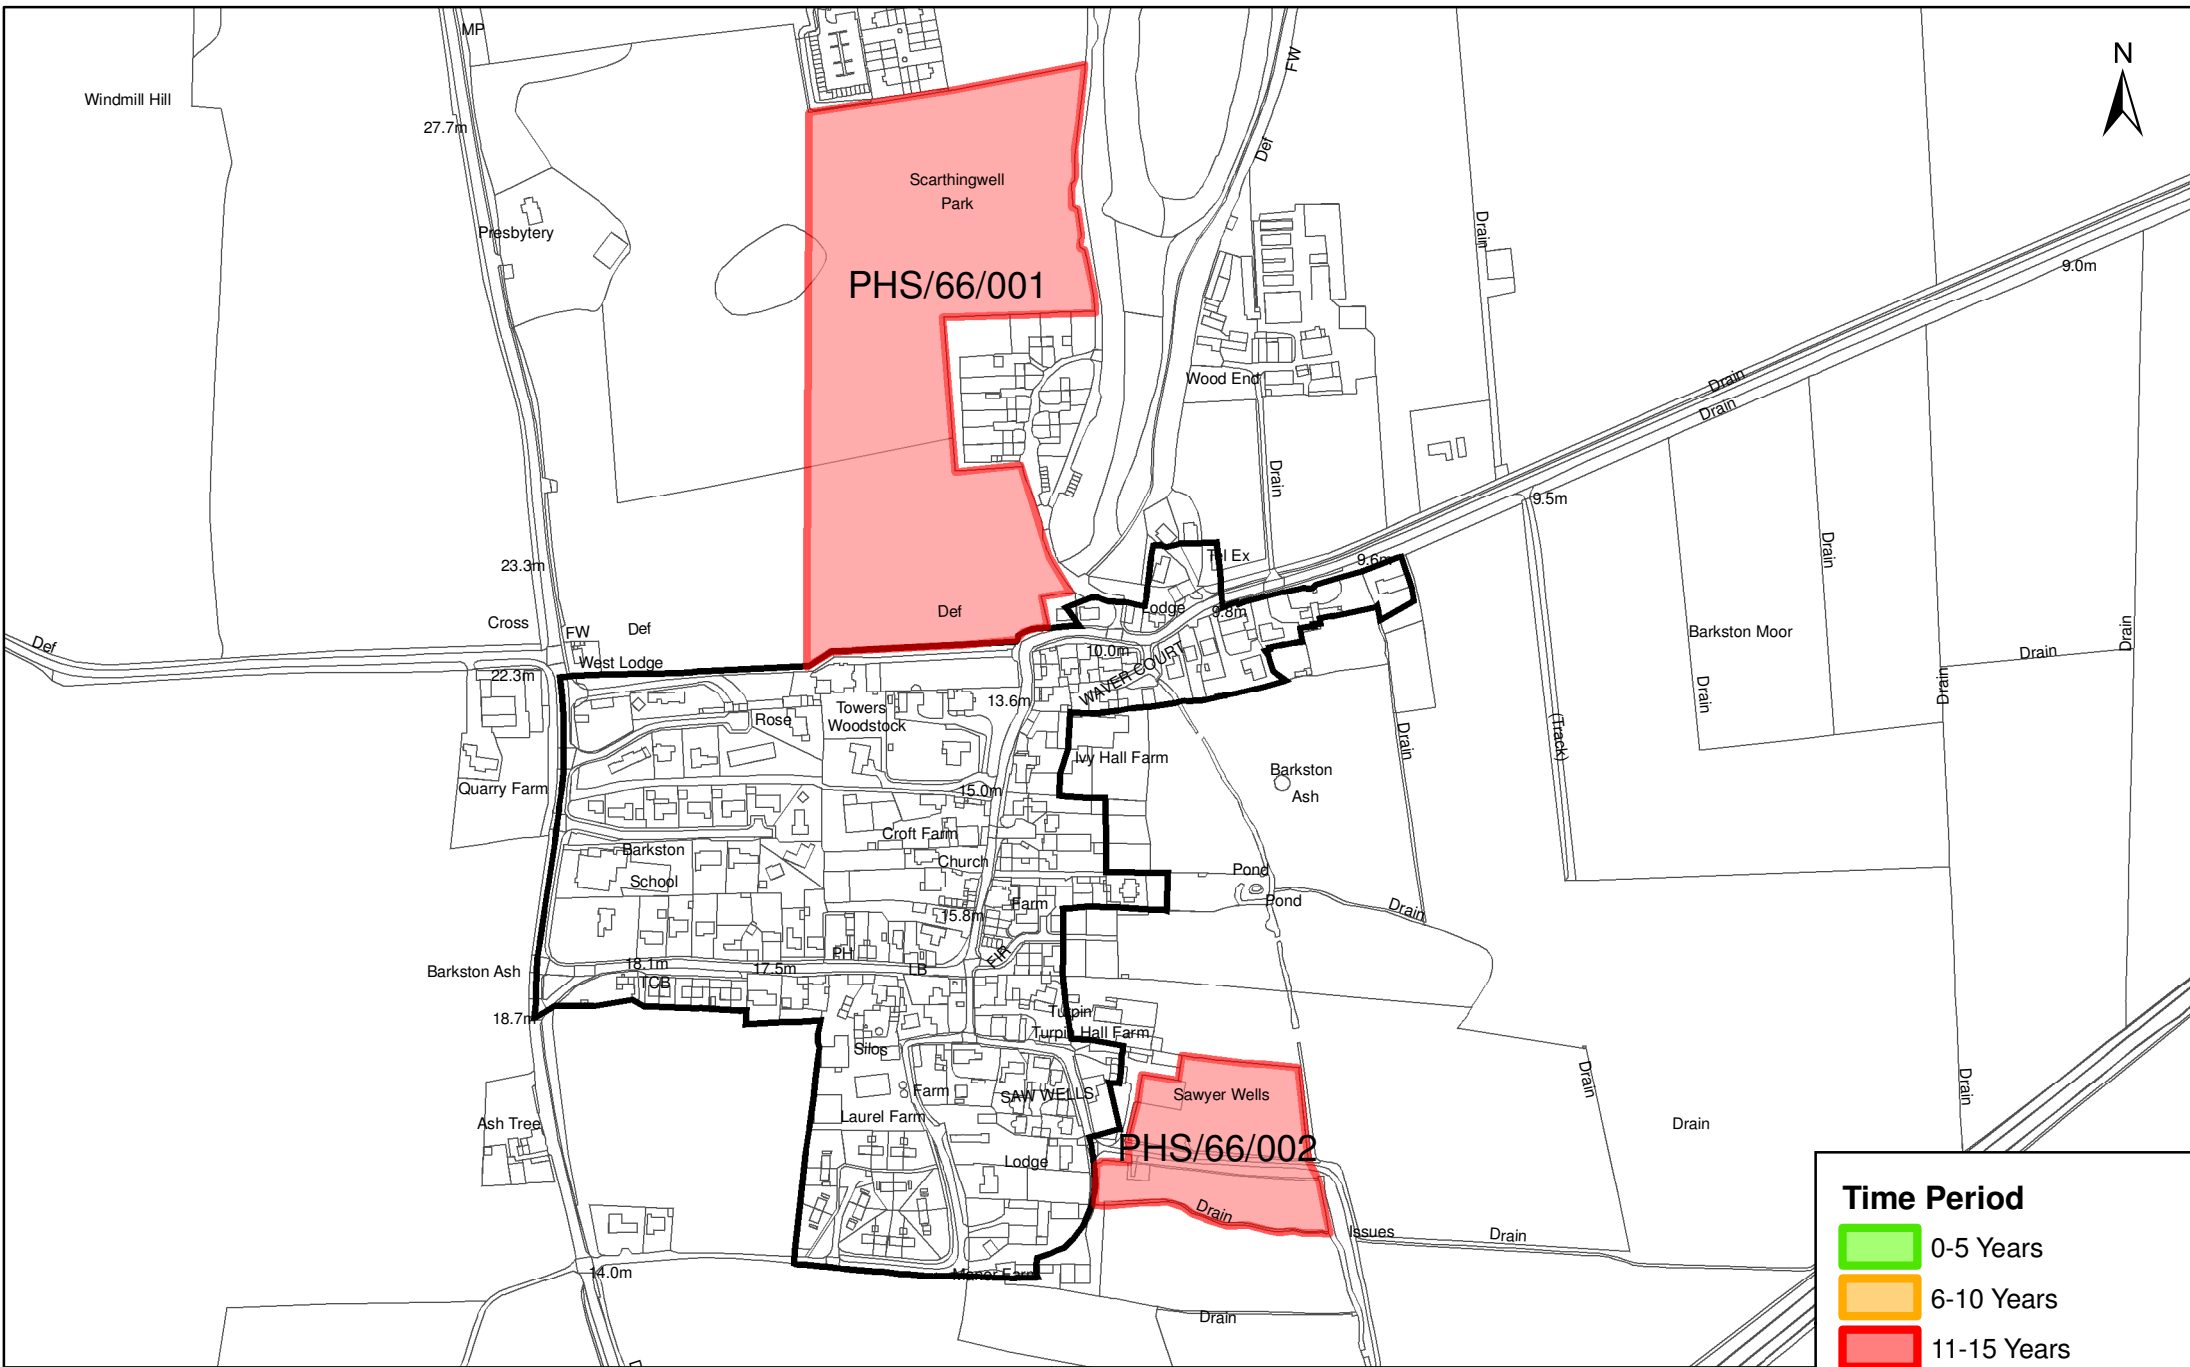 MP
FW
N
Windmill Hill
27.7m
Def
Scarthingwell
Park
Drain
Presbytery
9.0m
PHS/66/001
Wood End
Drain
Drain
Drain
9.5m
Drain
23.3m
9.6m
Def
Lodge
9.8m
Cross
FW
Def
Barkston Moor
Def
10.0m
Drain
Drain
West Lodge
22.3m
WAVER COURT
Drain
Drain
13.6m
Towers
Rose
Woodstock
(Track)
Drain
Ivy Hall Farm
Barkston
Ash
Quarry Farm
15.0m
Croft Farm
Barkston
School
Church
Pond
Pond
Farm
Drain
15.8m
PH
FIR
18.1m
17.5m
LB
Barkston Ash
TCB
18.7m
Turpin
Turpin Hall Farm
Silos
Drain
Drain
Farm
SAW WELLS
Sawyer Wells
Laurel Farm
Ash Tree
Drain
PHS/66/002
Lodge
Drain
Issues
Drain
14.0m
Manor Farm
Drain
Time Period
0-5 Years
6-10 Years
11-15 Years